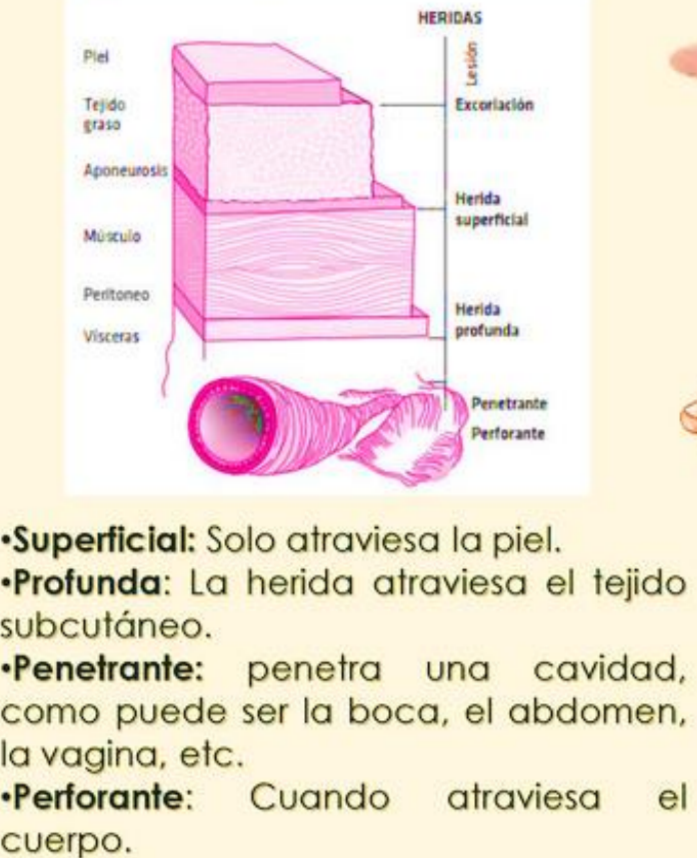 HERIDAS
Lesión
Piel
Tejido
graso
Aponeurosis
Músculo
Peritoneo
Vísceras
Excoriación
Herida
superficial
Herida
profunda
Penetrante
Perforante
•Superficial: Solo atraviesa la piel.
•Profunda: La herida atraviesa el tejido
subcutáneo.
•Penetrante: penetra una cavidad,
como puede ser la boca, el abdomen,
la vagina, etc.
•Perforante: Cuando atraviesa el
cuerpo.